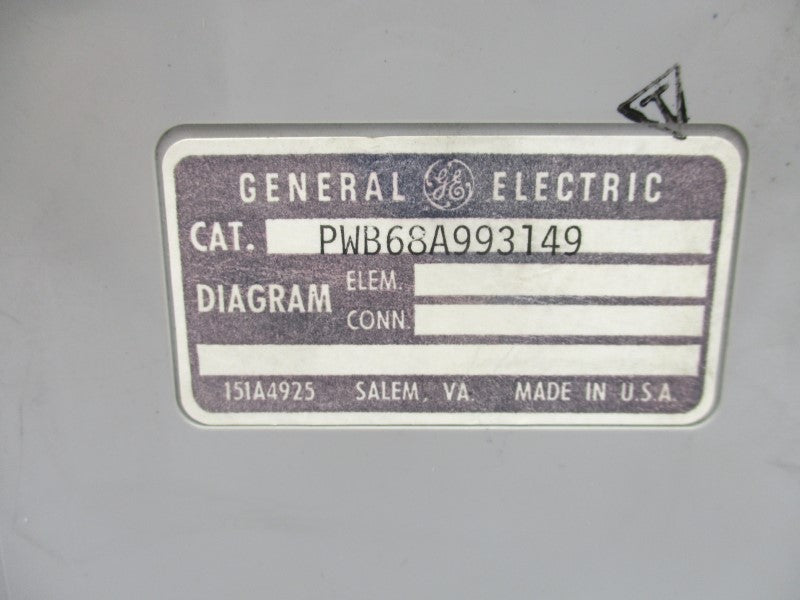 T
GENERAL GE ELECTRIC
CAT. PWB68A993149
DIAGRAM ELEM.
CONN.
151A4925 SALEM, VA. MADE IN U.S.A.